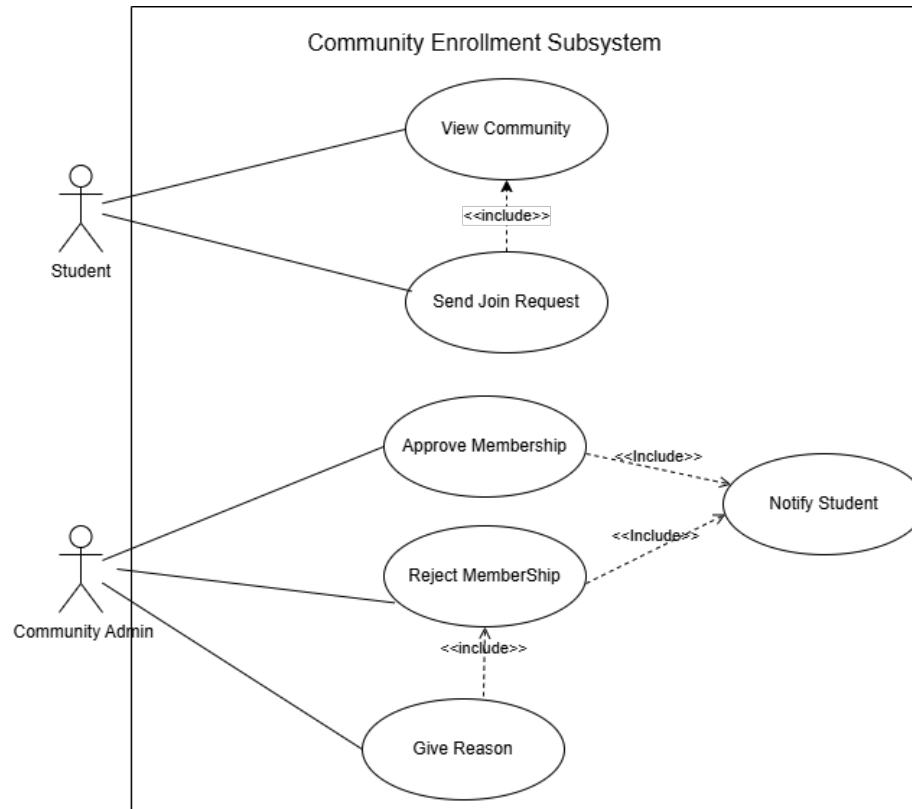 Community Enrollment Subsystem
View Community
<<include>>
Student
Send Join Request
Approve Membership
<<Include>>
Notify Student
<<Include>>
Reject MemberShip
Community Admin
<<include>>
Give Reason